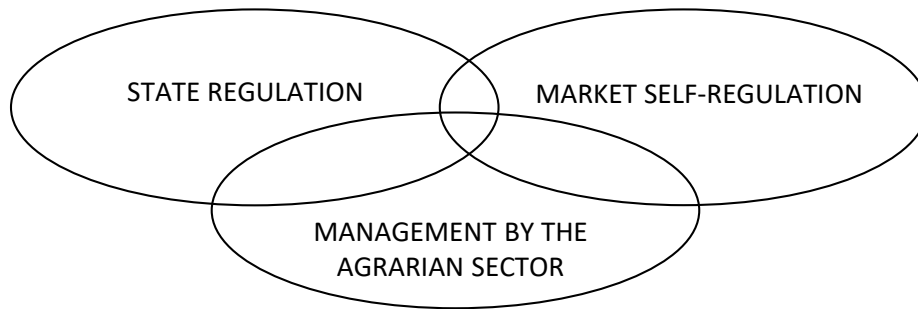 STATE REGULATION
MARKET SELF-REGULATION
MANAGEMENT BY THE
AGRARIAN SECTOR